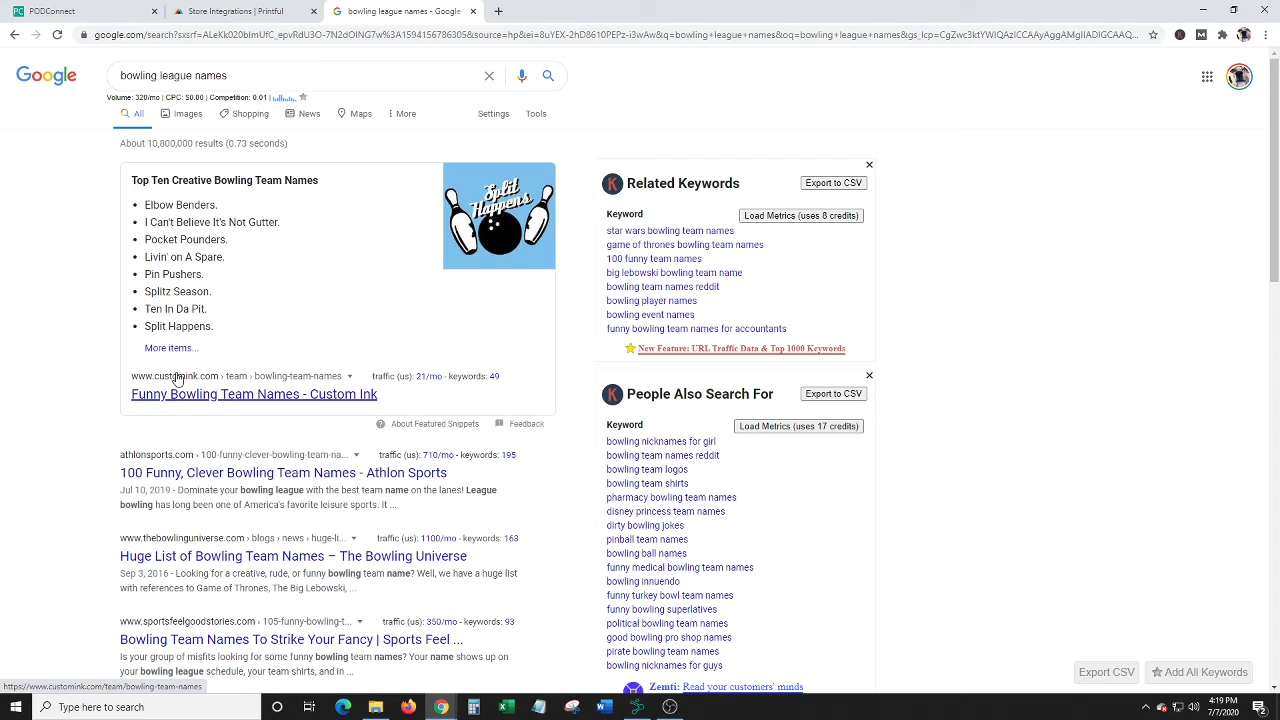 PODConnect
Store Integrations | Printful
bowling league names - Google
google.com/search?sxsrf=ALeKk020bImUfC_epvRdU3O-7N2dOINg7w%3A1594156786305&source=hp&ei=8uYEX-2hD8610PEPz-i3wAw&q=bowling+league+names&oq=bowling+league+names&gs_lcp=CgZwc3ktYWIQAzICCAAyAggAMgIIADIGCAAQ...
Google
bowling league names
Volume: 320/mo | CPC: $0.00 | Competition: 0.01 |
All Images Shopping News Maps More Settings Tools
About 10,800,000 results (0.73 seconds)
Top Ten Creative Bowling Team Names
• Elbow Benders.
• I Can't Believe It's Not Gutter.
• Pocket Pounders.
• Livin' on A Spare.
• Pin Pushers.
• Splitz Season.
• Ten In Da Pit.
• Split Happens.
More items...
Split Happens
www.customink.com › team › bowling-team-names traffic (us): 21/mo - keywords: 49
Funny Bowling Team Names - Custom Ink
About Featured Snippets Feedback
athlonsports.com › 100-funny-clever-bowling-team-na... traffic (us): 710/mo - keywords: 195
100 Funny, Clever Bowling Team Names - Athlon Sports
Jul 10, 2019 - Dominate your bowling league with the best team name on the lanes! League
bowling has long been one of America's favorite leisure sports. It ...
www.thebowlinguniverse.com › blogs › news › huge-li... traffic (us): 1100/mo - keywords: 163
Huge List of Bowling Team Names – The Bowling Universe
Sep 3, 2016 - Looking for a creative, rude, or funny bowling team name? Well, we have a huge list
with references to Game of Thrones, The Big Lebowski, ...
www.sportsfeelgoodstories.com › 105-funny-bowling-t... traffic (us): 350/mo - keywords: 93
Bowling Team Names To Strike Your Fancy | Sports Feel ...
Is your group of misfits looking for some funny bowling team names? Your name shows up on
your bowling league schedule, your team shirts, and in ...
K Related Keywords Export to CSV
Keyword Load Metrics (uses 8 credits)
star wars bowling team names
game of thrones bowling team names
100 funny team names
big lebowski bowling team name
bowling team names reddit
bowling player names
bowling event names
funny bowling team names for accountants
New Feature: URL Traffic Data & Top 1000 Keywords
K People Also Search For Export to CSV
Keyword Load Metrics (uses 17 credits)
bowling nicknames for girl
bowling team names reddit
bowling team logos
bowling team shirts
pharmacy bowling team names
disney princess team names
dirty bowling jokes
pinball team names
bowling ball names
funny medical bowling team names
bowling innuendo
funny turkey bowl team names
funny bowling superlatives
political bowling team names
good bowling pro shop names
pirate bowling team names
bowling nicknames for guys
Zemti: Read your customers' minds
Export CSV Add All Keywords
https://www.customink.com/team/bowling-team-names
Type here to search
4:19 PM
7/7/2020